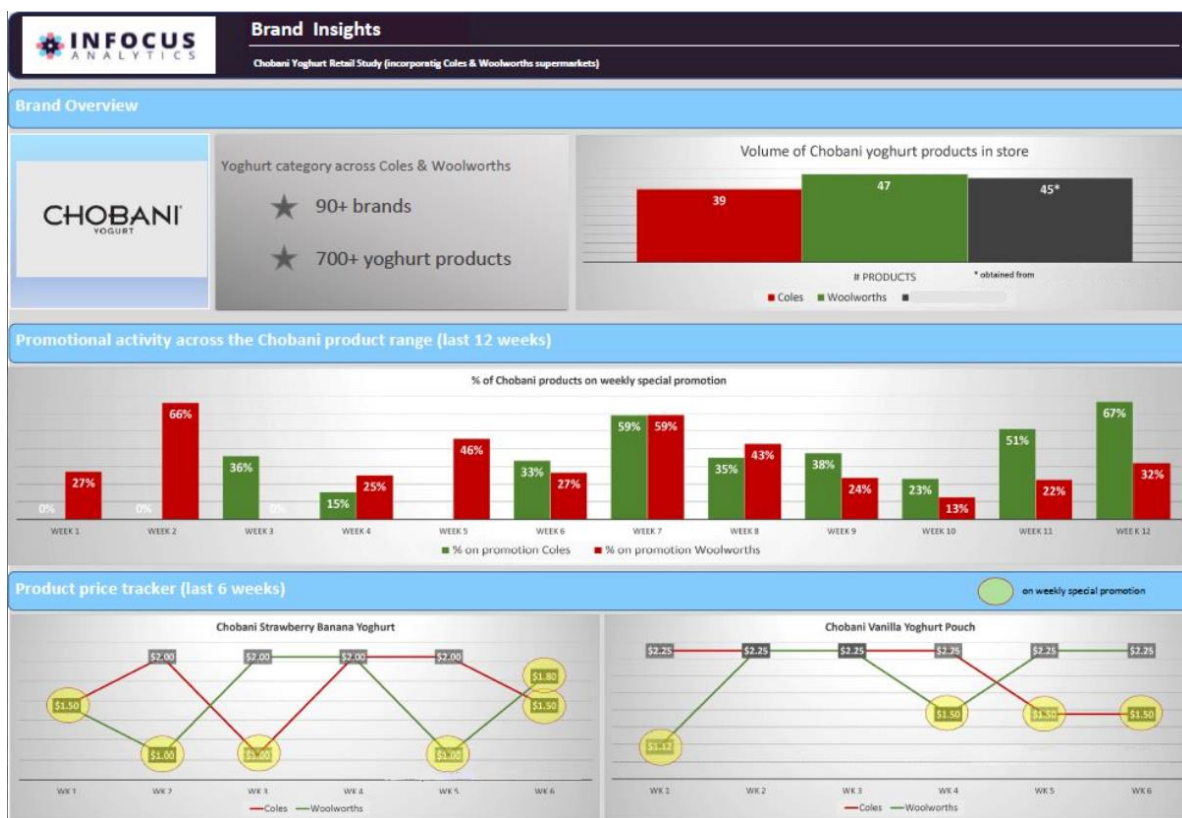 INFOCUS
ANALYTICS
Brand Insights
Chobani Yoghurt Retail Study (incorporatig Coles & Woolworths supermarkets)
Brand Overview
CHOBANI
YOGURT
Yoghurt category across Coles & Woolworths
90+ brands
700+ yoghurt products
Volume of Chobani yoghurt products in store
39
47
45*
# PRODUCTS
* obtained from
Coles
Woolworths
Promotional activity across the Chobani product range (last 12 weeks)
% of Chobani products on weekly special promotion
0% 27% 0% 66% 36% 0% 15% 25% 46% 33% 27% 59% 59% 35% 43% 38% 24% 23% 13% 51% 22% 67% 32%
WEEK 1 WEEK 2 WEEK 3 WEEK 4 WEEK 5 WEEK 6 WEEK 7 WEEK 8 WEEK 9 WEEK 10 WEEK 11 WEEK 12
% on promotion Coles % on promotion Woolworths
Product price tracker (last 6 weeks)
on weekly special promotion
Chobani Strawberry Banana Yoghurt
$2.00 $2.00 $2.00 $2.00
$1.80
$1.50 $1.50
$1.00 $1.00 $1.00
WK 1 WK 2 WK 3 WK 4 WK 5 WK 6
Coles Woolworths
Chobani Vanilla Yoghurt Pouch
$2.25 $2.25 $2.25 $2.25 $2.25 $2.25
$1.50 $1.50 $1.50
$1.12
WK 1 WK 2 WK 3 WK 4 WK 5 WK 6
Coles Woolworths